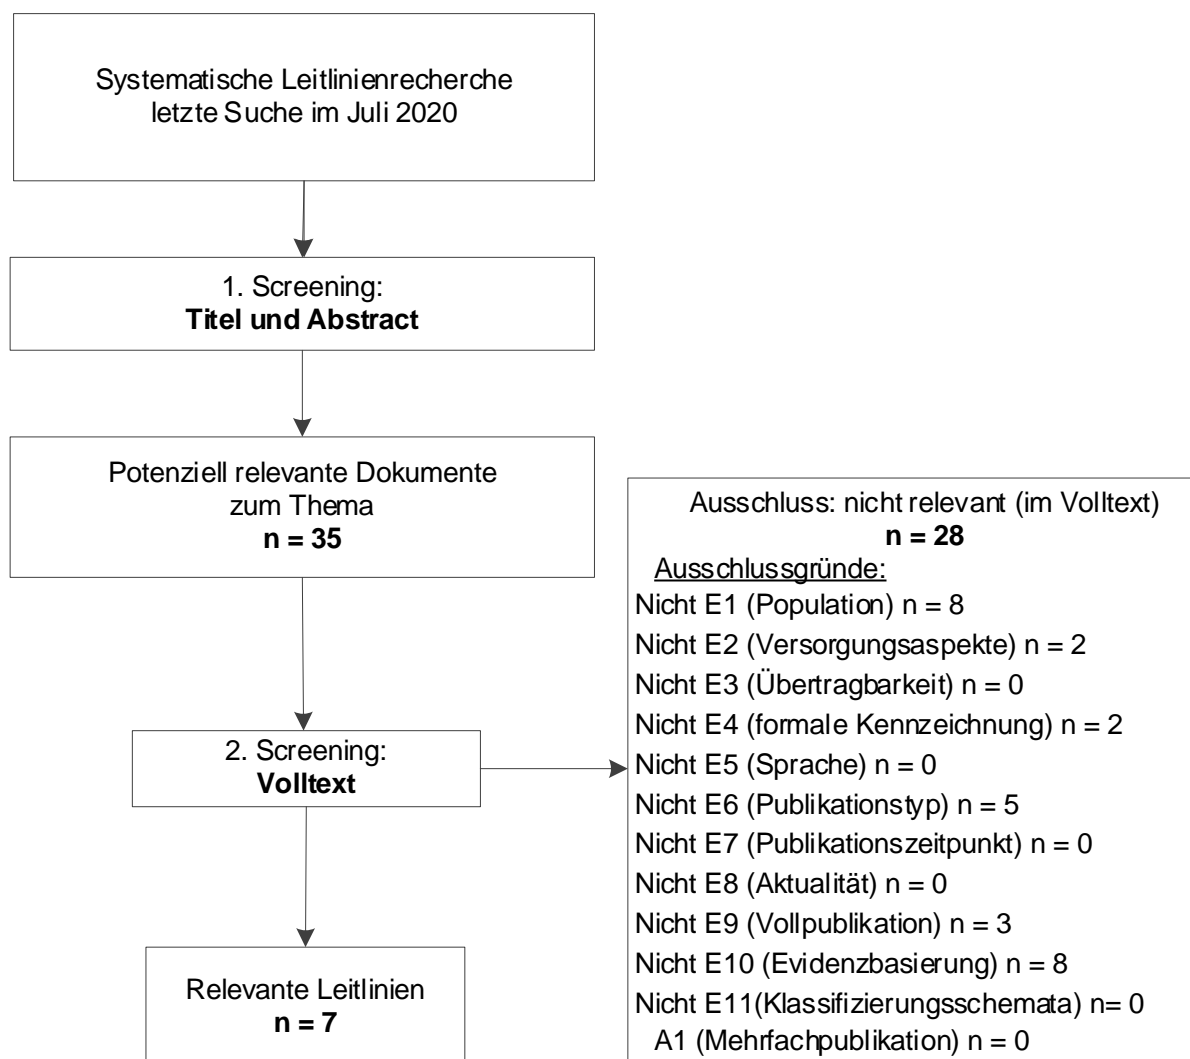 Systematische Leitlinienrecherche
letzte Suche im Juli 2020
1. Screening:
Titel und Abstract
Potenziell relevante Dokumente
zum Thema
n = 35
2. Screening:
Volltext
Ausschluss: nicht relevant (im Volltext)
n = 28
Ausschlussgründe:
Nicht E1 (Population) n = 8
Nicht E2 (Versorgungsaspekte) n = 2
Nicht E3 (Übertragbarkeit) n = 0
Nicht E4 (formale Kennzeichnung) n = 2
Nicht E5 (Sprache) n = 0
Nicht E6 (Publikationstyp) n = 5
Nicht E7 (Publikationszeitpunkt) n = 0
Nicht E8 (Aktualität) n = 0
Nicht E9 (Vollpublikation) n = 3
Nicht E10 (Evidenzbasierung) n = 8
Nicht E11(Klassifizierungsschemata) n= 0
A1 (Mehrfachpublikation) n = 0
Relevante Leitlinien
n = 7